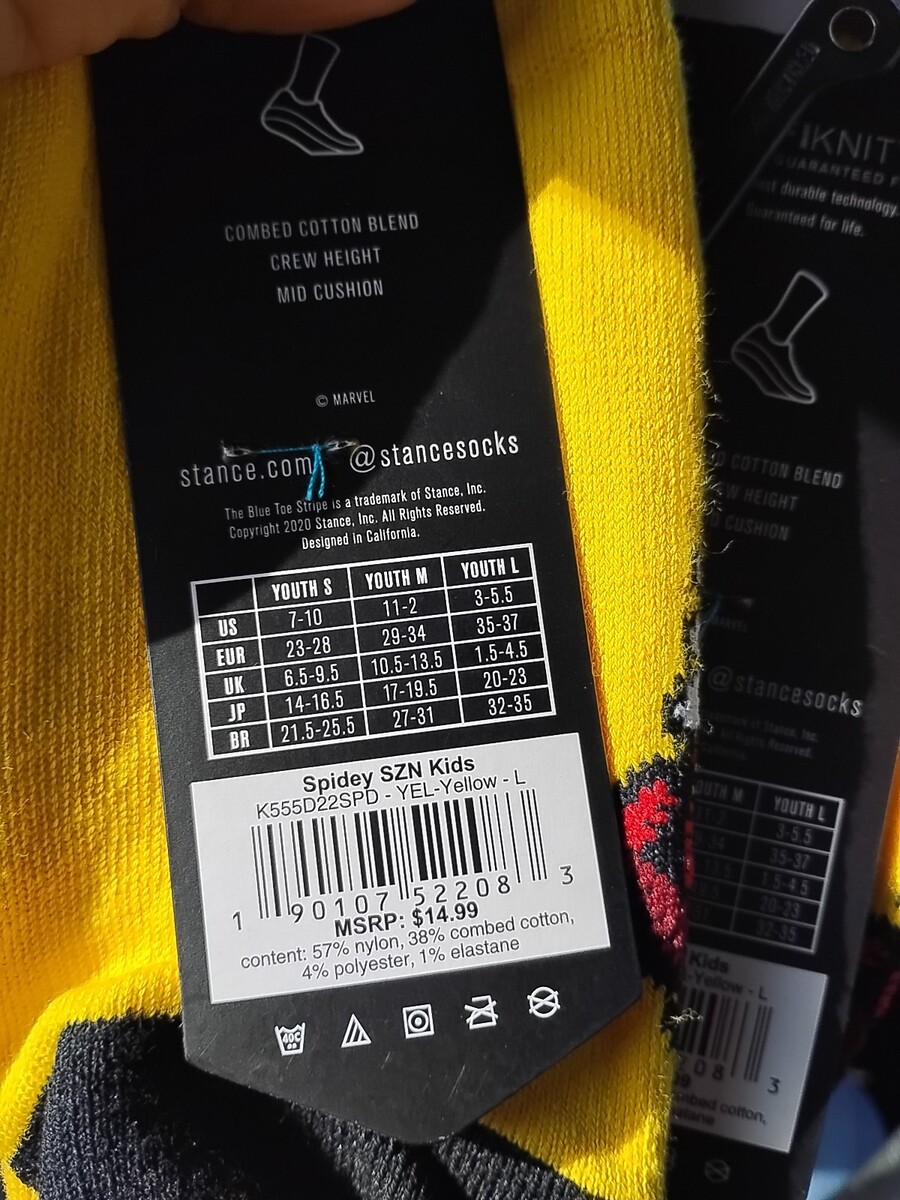 COMBED COTTON BLEND
CREW HEIGHT
MID CUSHION
© MARVEL
stance.com @stancesocks
The Blue Toe Stripe is a trademark of Stance, Inc.
Copyright 2020 Stance, Inc. All Rights Reserved.
Designed in California.
YOUTH S YOUTH M YOUTH L
US 7-10 11-2 3-5.5
EUR 23-28 29-34 35-37
UK 6.5-9.5 10.5-13.5 1.5-4.5
JP 14-16.5 17-19.5 20-23
BR 21.5-25.5 27-31 32-35
Spidey SZN Kids
K555D22SPD - YEL-Yellow - L
1 90107 52208 3
MSRP: $14.99
content: 57% nylon, 38% combed cotton,
4% polyester, 1% elastane
40C
KNIT
GUARANTEED
durable technology.
Guaranteed for life.
COTTON BLEND
HEIGHT
CUSHION
MARVEL
@stancesocks
YOUTH L
3-5.5
35-37
1.5-4.5
20-23
32-35
Kids
-Yellow - L
08 3
cotton,